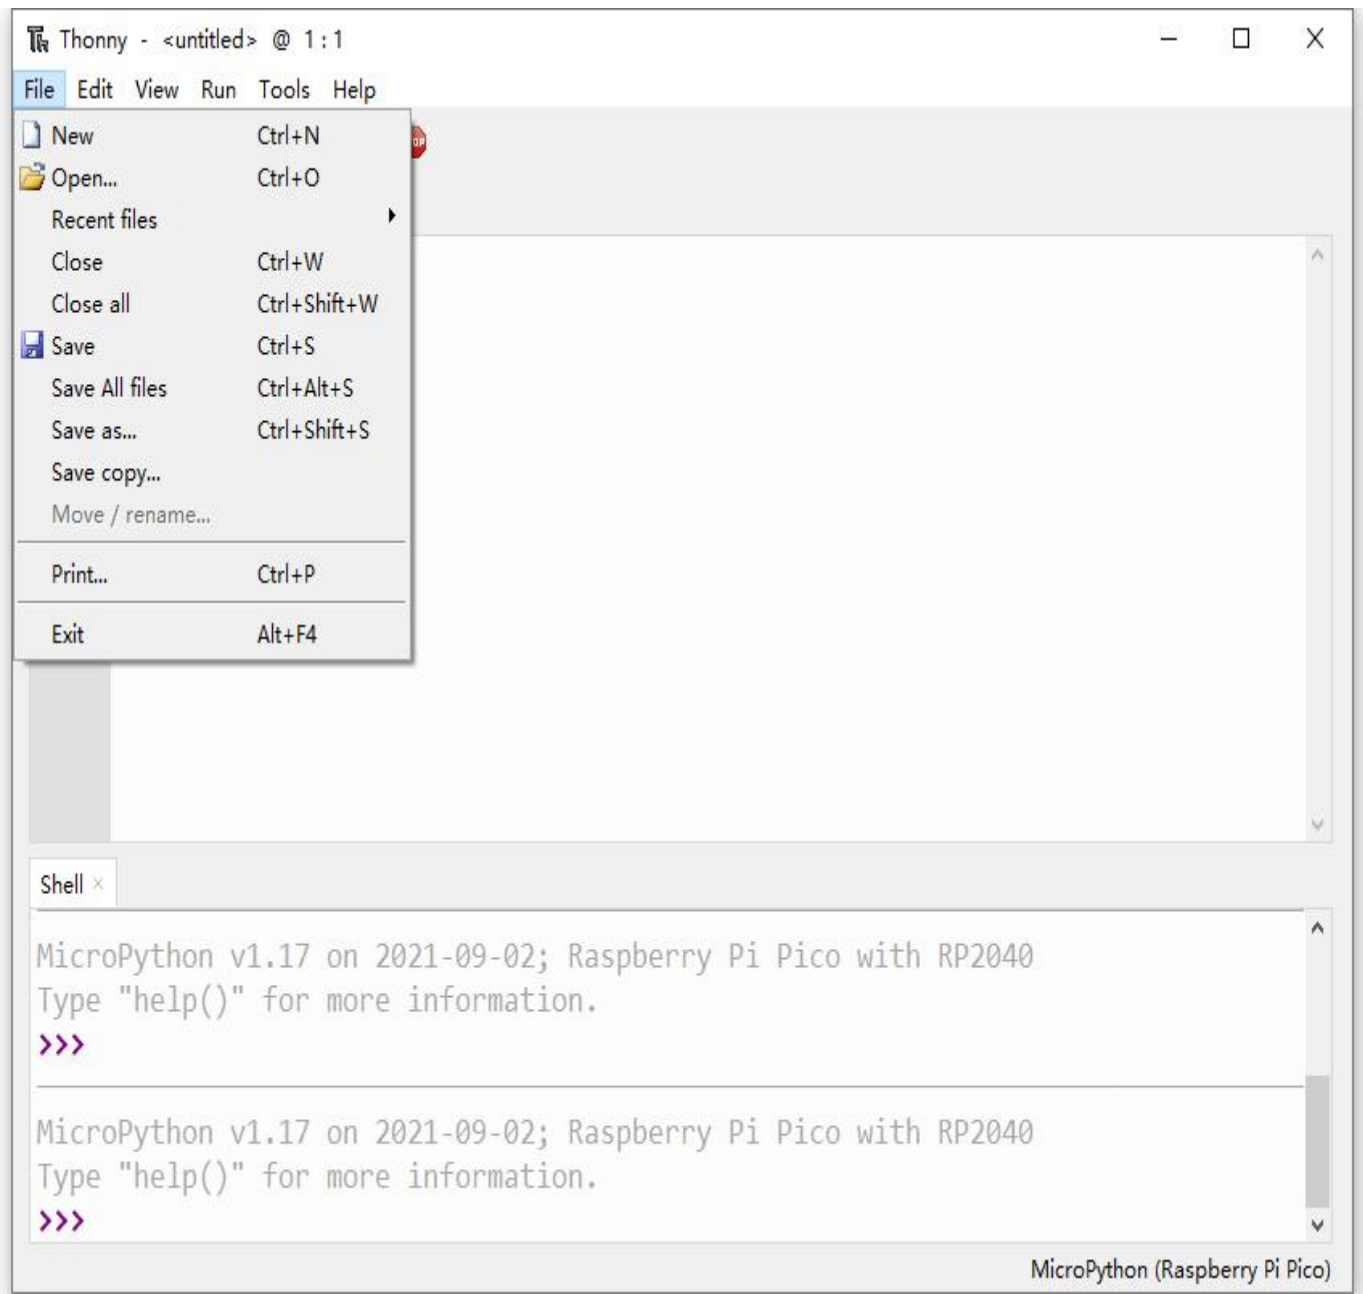 Thonny - <untitled> @ 1:1
File Edit View Run Tools Help
New Ctrl+N
Open... Ctrl+O
Recent files
Close Ctrl+W
Close all Ctrl+Shift+W
Save Ctrl+S
Save All files Ctrl+Alt+S
Save as... Ctrl+Shift+S
Save copy...
Move / rename...
Print... Ctrl+P
Exit Alt+F4
Shell
MicroPython v1.17 on 2021-09-02; Raspberry Pi Pico with RP2040
Type "help()" for more information.
>>>
MicroPython v1.17 on 2021-09-02; Raspberry Pi Pico with RP2040
Type "help()" for more information.
>>>
MicroPython (Raspberry Pi Pico)